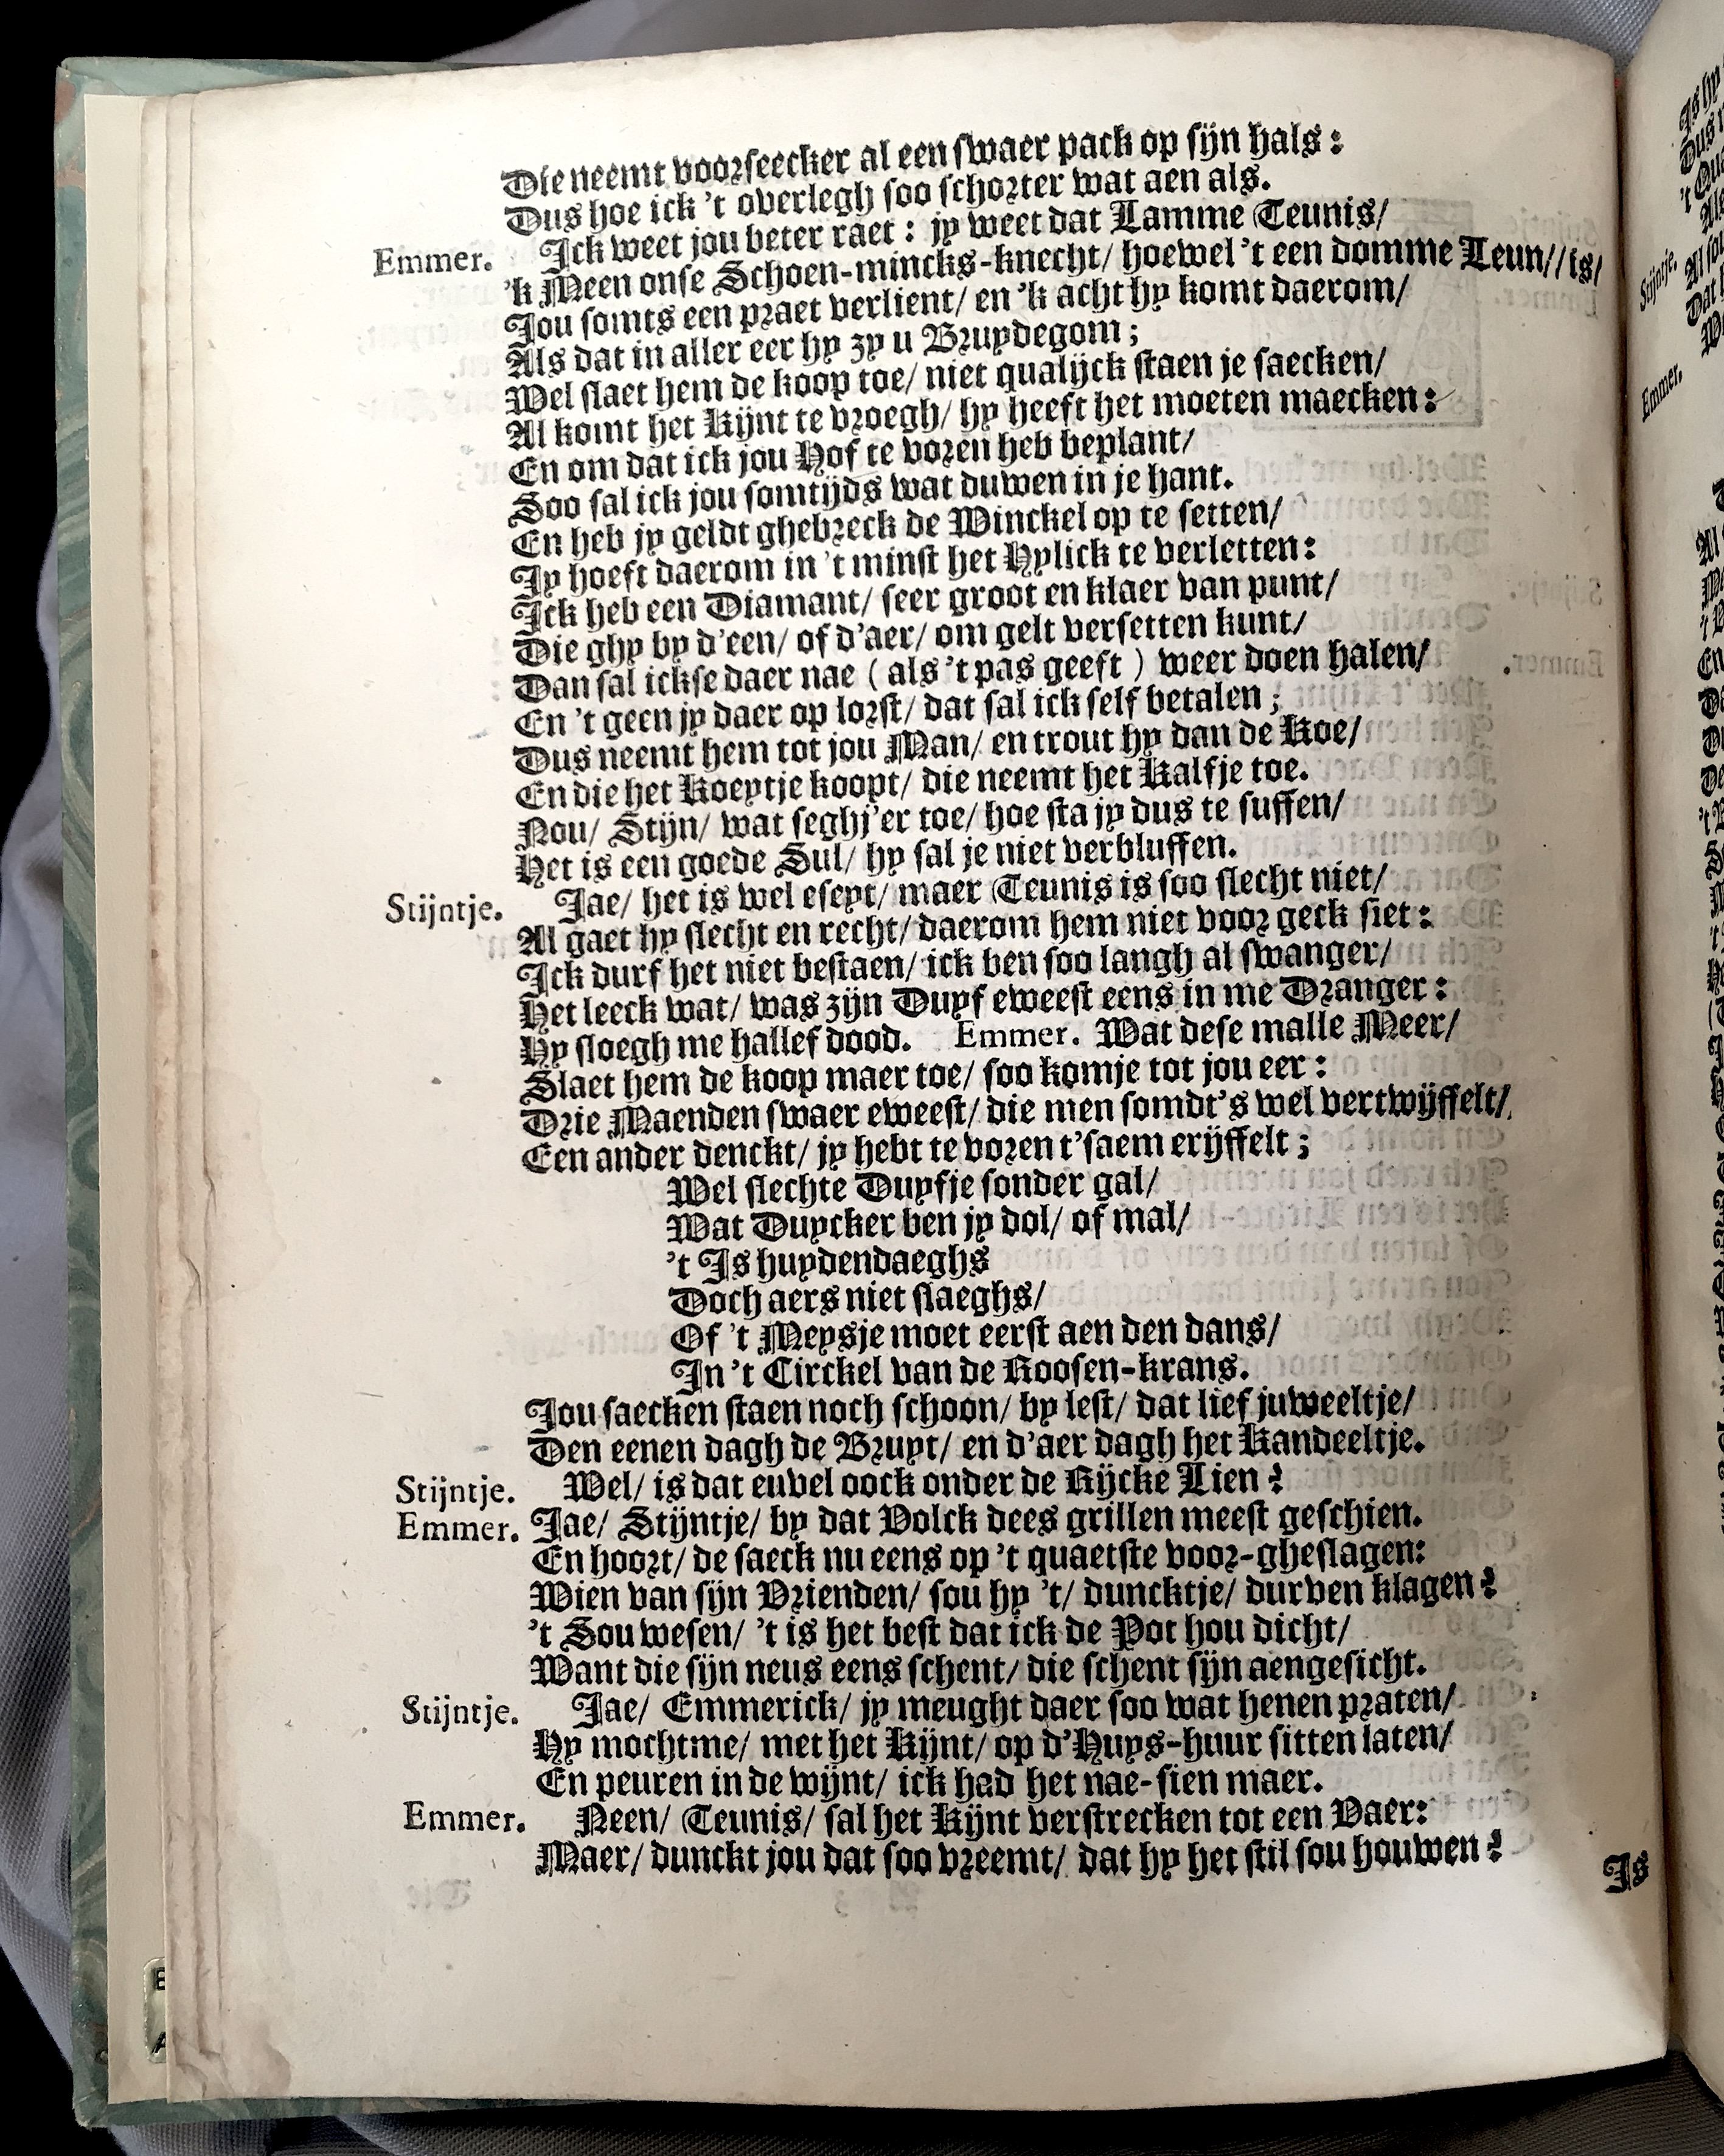 Die neemt voorseecker al een swaer pack op sijn hals:
Dus hoe ick 't overlegh soo schorter wat aen als.
Emmer. Ick weet jou beter raet: jy weet dat Lamme Teunis/
'k Meen onse Schoen-mincks-knecht/ hoewel 't een domme Leun//is/
Jou somts een praet verlient/ en 'k acht hy komt daerom/
Als dat in aller eer hy zy u Bruydegom;
Wel slaet hem de koop toe/ niet qualijck staen je saecken/
Al komt het Kijnt te vroegh/ hy heeft het moeten maecken:
En om dat ick jou Hof te voren heb beplant/
Soo sal ick jou somtijds wat duwen in je hant.
En heb jy geldt ghebreck de Winckel op te setten/
Jy hoeft daerom in 't minst het Hylick te verletten:
Ick heb een Diamant/ seer groot en klaer van punt/
Die ghy by d'een/ of d'aer/ om gelt versetten kunt/
Dan sal ickse daer nae (als 't pas geeft) weer doen halen/
En 't geen jy daer op lorst/ dat sal ick self betalen;
Dus neemt hem tot jou Man/ en trout hy dan de Koe/
En die het Koeytje koopt/ die neemt het Kalfje toe.
Nou/ Stijn/ wat seghj'er toe/ hoe sta jy dus te suffen/
Het is een goede Sul/ hy sal je niet verbluffen.
Stijntje. Jae/ het is wel eseyt/ maer Teunis is soo slecht niet/
Al gaet hy slecht en recht/ daerom hem niet voor geck siet:
Ick durf het niet bestaen/ ick ben soo langh al swanger/
Het leeck wat/ was zijn Duyf eweest eens in me Dranger:
Hy sloegh me hallef dood. Emmer. Wat dese malle Meer/
Slaet hem de koop maer toe/ soo komje tot jou eer:
Drie Maenden swaer eweest/ die men somdt's wel vertwijffelt/
Een ander denckt/ jy hebt te voren t'saem erijffelt;
Wel slechte Duyfje sonder gal/
Wat Duycker ben jy dol/ of mal/
't Is huydendaeghs
Doch aers niet slaeghs/
Of 't Meysje moet eerst aen den dans/
In 't Circkel van de Roosen-krans.
Jou saecken staen noch schoon/ by lest/ dat lief juweeltje/
Den eenen dagh de Bruyt/ en d'aer dagh het Kandeeltje.
Stijntje. Wel/ is dat euvel oock onder de Rijcke Lien?
Emmer. Jae/ Stijntje/ by dat Volck dees grillen meest geschien.
En hoort/ de saeck nu eens op 't quaetste voor-gheslagen:
Wien van sijn Vrienden/ sou hy 't/ duncktje/ durven klagen?
't Sou wesen/ 't is het best dat ick de Pot hou dicht/
Want die sijn neus eens schent/ die schent sijn aengesicht.
Stijntje. Jae/ Emmerick/ jy meught daer soo wat henen praten/
Hy mochtme/ met het Kijnt/ op d'Huys-huur sitten laten/
En peuren in de wijnt/ ick had het nae-sien maer.
Emmer. Neen/ Teunis/ sal het Kijnt verstrecken tot een Vaer:
Maer/ dunckt jou dat soo vreemt/ dat hy het stil sou houwen?
Is